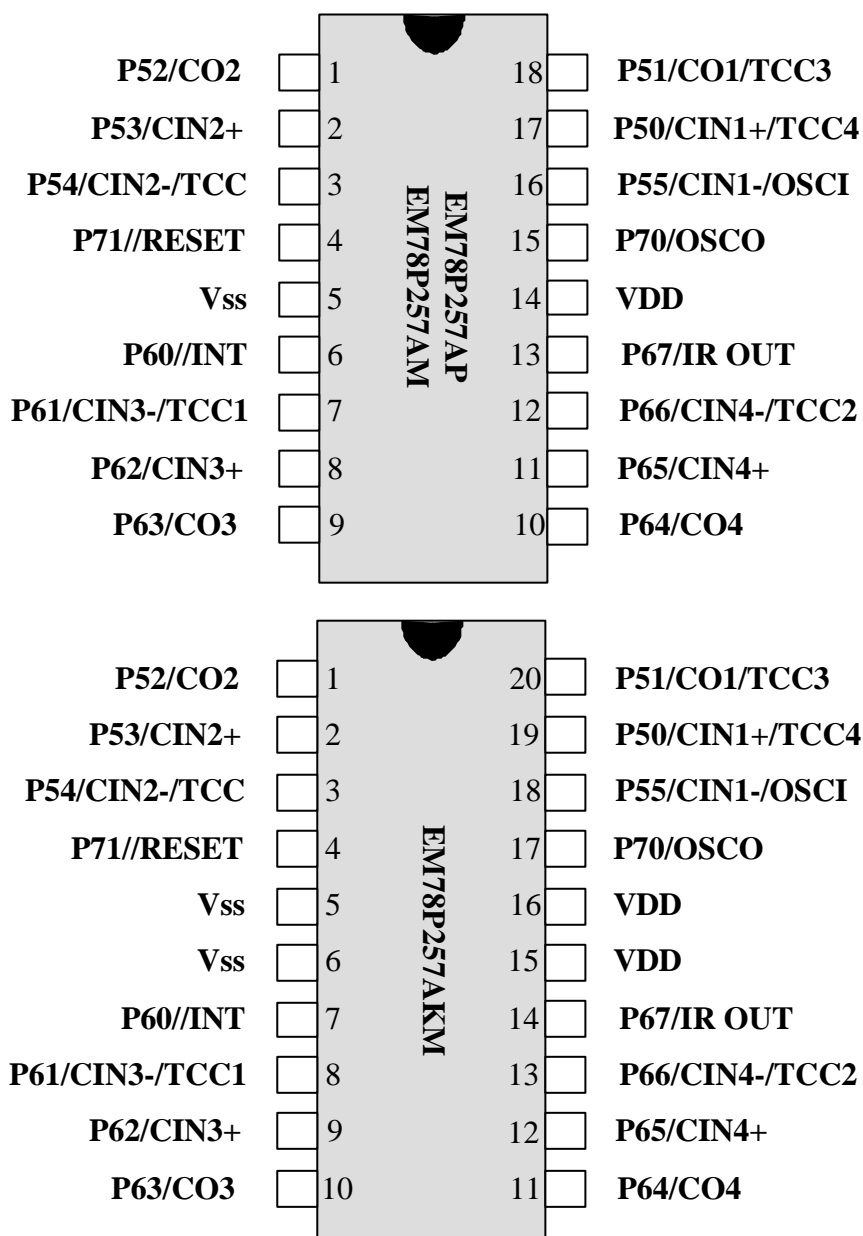 P52/CO2 1 18 P51/CO1/TCC3
P53/CIN2+ 2 17 P50/CIN1+/TCC4
P54/CIN2-/TCC 3 16 P55/CIN1-/OSCI
P71//RESET 4 15 P70/OSCO
Vss 5 14 VDD
P60//INT 6 13 P67/IR OUT
P61/CIN3-/TCC1 7 12 P66/CIN4-/TCC2
P62/CIN3+ 8 11 P65/CIN4+
P63/CO3 9 10 P64/CO4
EM78P257AP
EM78P257AM
P52/CO2 1 20 P51/CO1/TCC3
P53/CIN2+ 2 19 P50/CIN1+/TCC4
P54/CIN2-/TCC 3 18 P55/CIN1-/OSCI
P71//RESET 4 17 P70/OSCO
Vss 5 16 VDD
Vss 6 15 VDD
P60//INT 7 14 P67/IR OUT
P61/CIN3-/TCC1 8 13 P66/CIN4-/TCC2
P62/CIN3+ 9 12 P65/CIN4+
P63/CO3 10 11 P64/CO4
EM78P257AKM